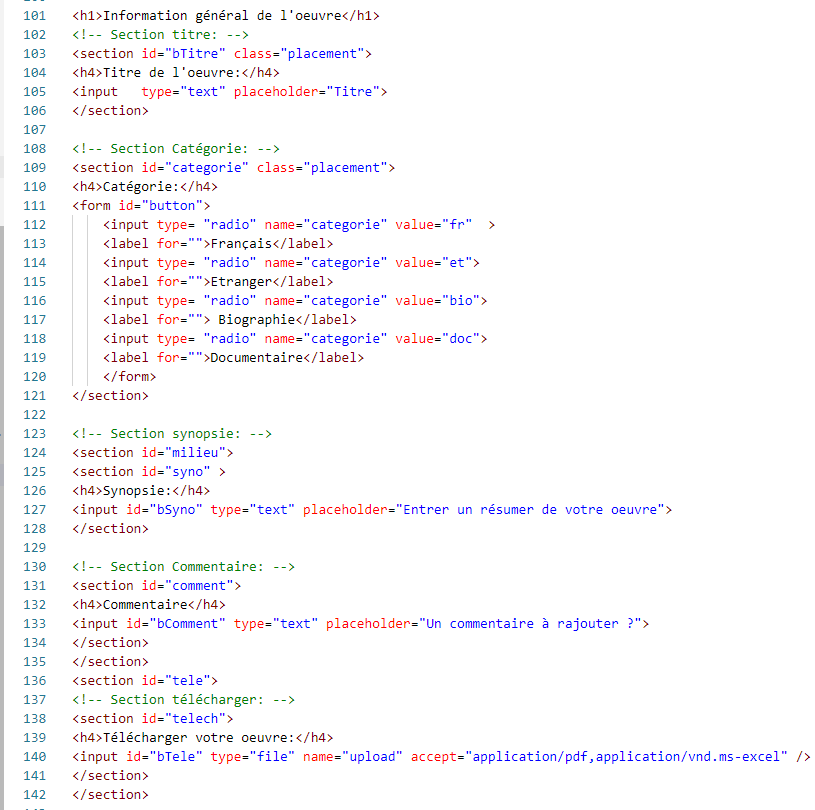 101 <h1>Information général de l'oeuvre</h1>
102 <!-- Section titre: -->
103 <section id="bTitre" class="placement">
104 <h4>Titre de l'oeuvre:</h4>
105 <input   type="text" placeholder="Titre">
106 </section>
107
108 <!-- Section Catégorie: -->
109 <section id="categorie" class="placement">
110 <h4>Catégorie:</h4>
111 <form id="button">
112     <input type= "radio" name="categorie" value="fr"  >
113     <label for="">Français</label>
114     <input type= "radio" name="categorie" value="et">
115     <label for="">Etranger</label>
116     <input type= "radio" name="categorie" value="bio">
117     <label for=""> Biographie</label>
118     <input type= "radio" name="categorie" value="doc">
119     <label for="">Documentaire</label>
120     </form>
121 </section>
122
123 <!-- Section synopsie: -->
124 <section id="milieu">
125 <section id="syno" >
126 <h4>Synopsie:</h4>
127 <input id="bSyno" type="text" placeholder="Entrer un résumer de votre oeuvre">
128 </section>
129
130 <!-- Section Commentaire: -->
131 <section id="comment">
132 <h4>Commentaire</h4>
133 <input id="bComment" type="text" placeholder="Un commentaire à rajouter ?">
134 </section>
135 </section>
136 <section id="tele">
137 <!-- Section télécharger: -->
138 <section id="telech">
139 <h4>Télécharger votre oeuvre:</h4>
140 <input id="bTele" type="file" name="upload" accept="application/pdf,application/vnd.ms-excel" />
141 </section>
142 </section>